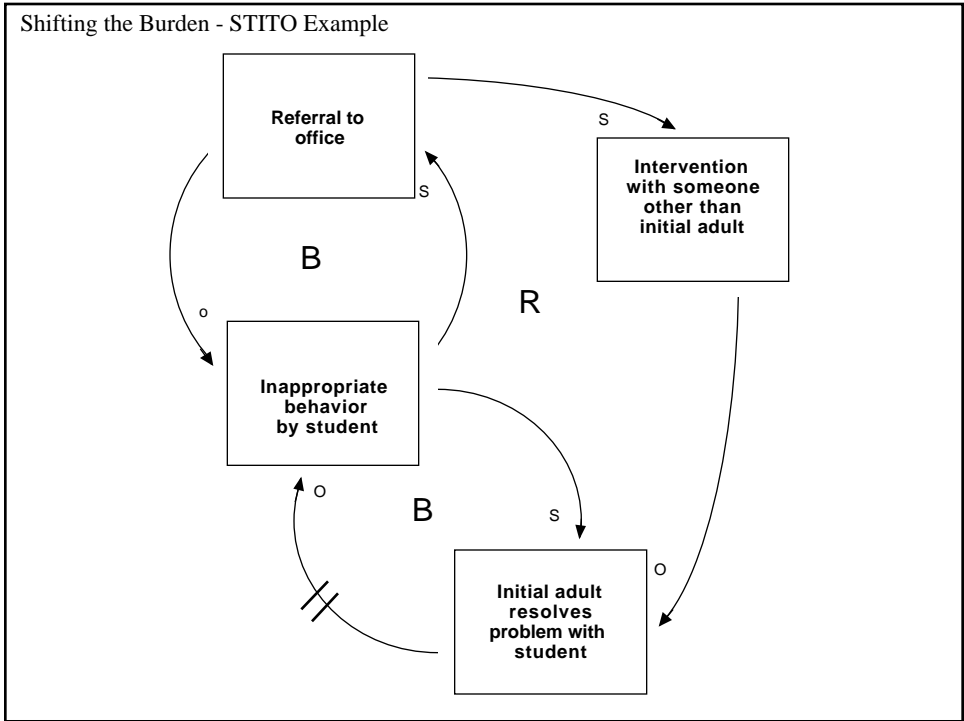 Shifting the Burden - STITO Example
Referral to
office
S
S
Intervention
with someone
other than
initial adult
B
R
o
Inappropriate
behavior
by student
O
B
S
O
Initial adult
resolves
problem with
student